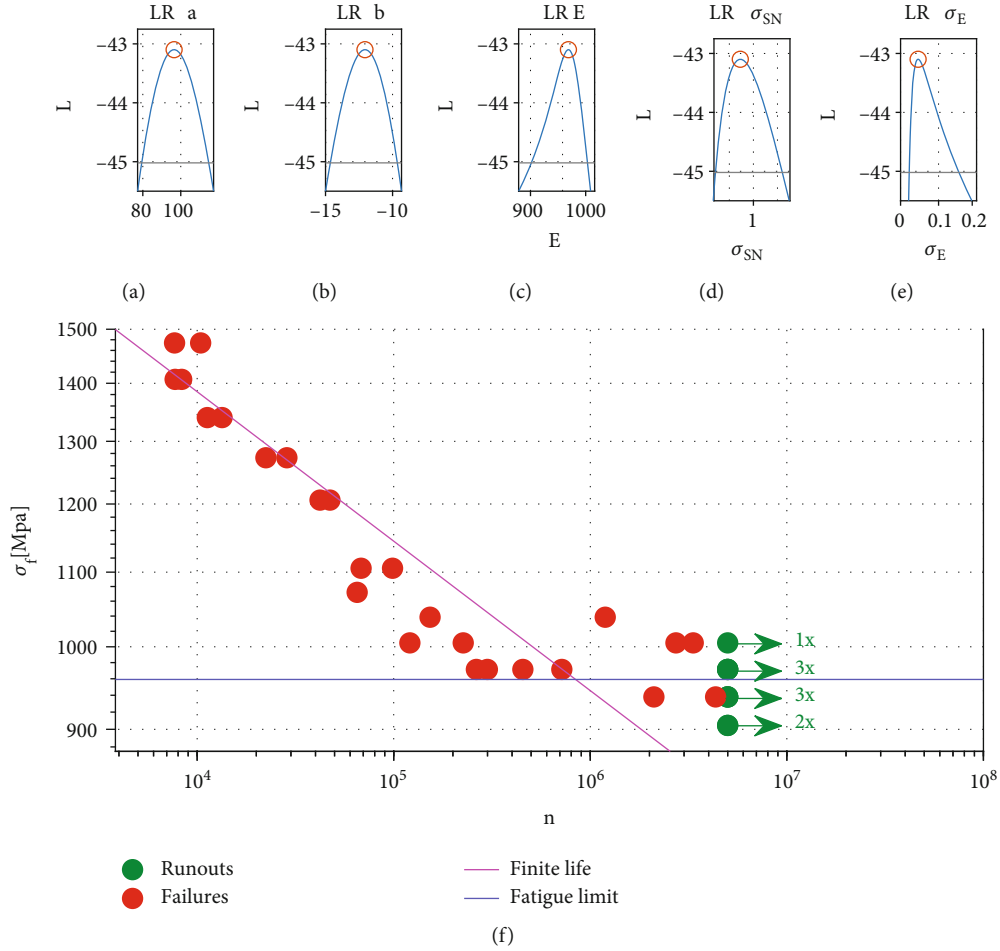 LR a
LR b
LR E
LR σSN
LR σE
L
−43
−44
−45
80 100
L
−43
−44
−45
−15 −10
L
−43
−44
−45
900 1000
E
L
−43
−44
−45
1
σSN
L
−43
−44
−45
0 0.1 0.2
σE
(a) (b) (c) (d) (e)
1500
1400
1300
1200
1100
1000
900
σf[Mpa]
1x
3x
3x
2x
10^4 10^5 10^6 10^7 10^8
n
Runouts
Failures
Finite life
Fatigue limit
(f)